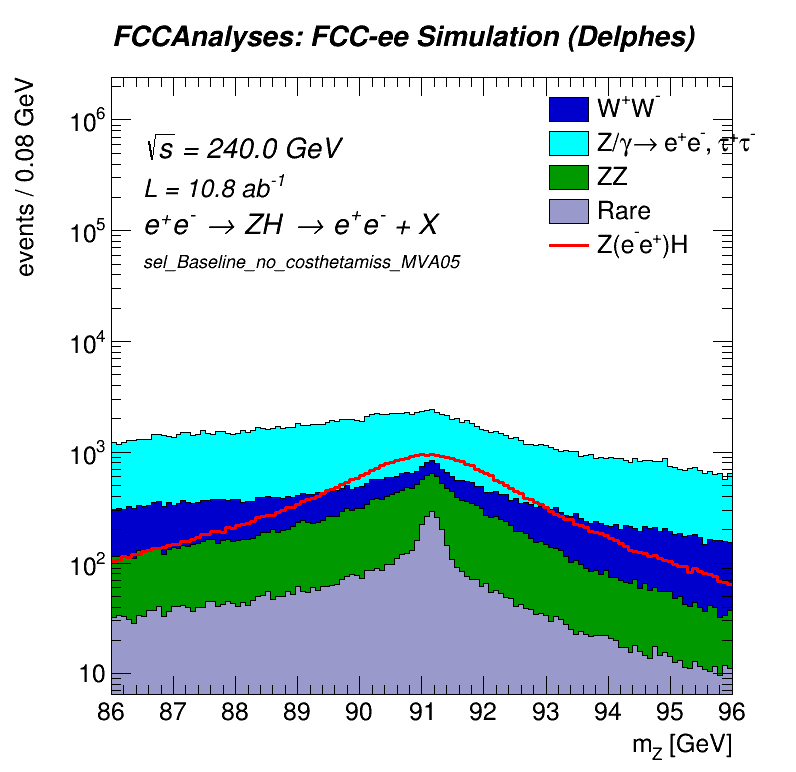 FCCAnalyses: FCC-ee Simulation (Delphes)
events / 0.08 GeV
10⁶
10⁵
10⁴
10³
10²
10
√s = 240.0 GeV
L = 10.8 ab⁻¹
e⁺e⁻ → ZH → e⁺e⁻ + X
sel_Baseline_no_costhetamiss_MVA05
W⁺W⁻
Z/γ→ e⁺e⁻, τ⁺τ⁻
ZZ
Rare
Z(e⁻e⁺)H
86 87 88 89 90 91 92 93 94 95 96
m_Z [GeV]